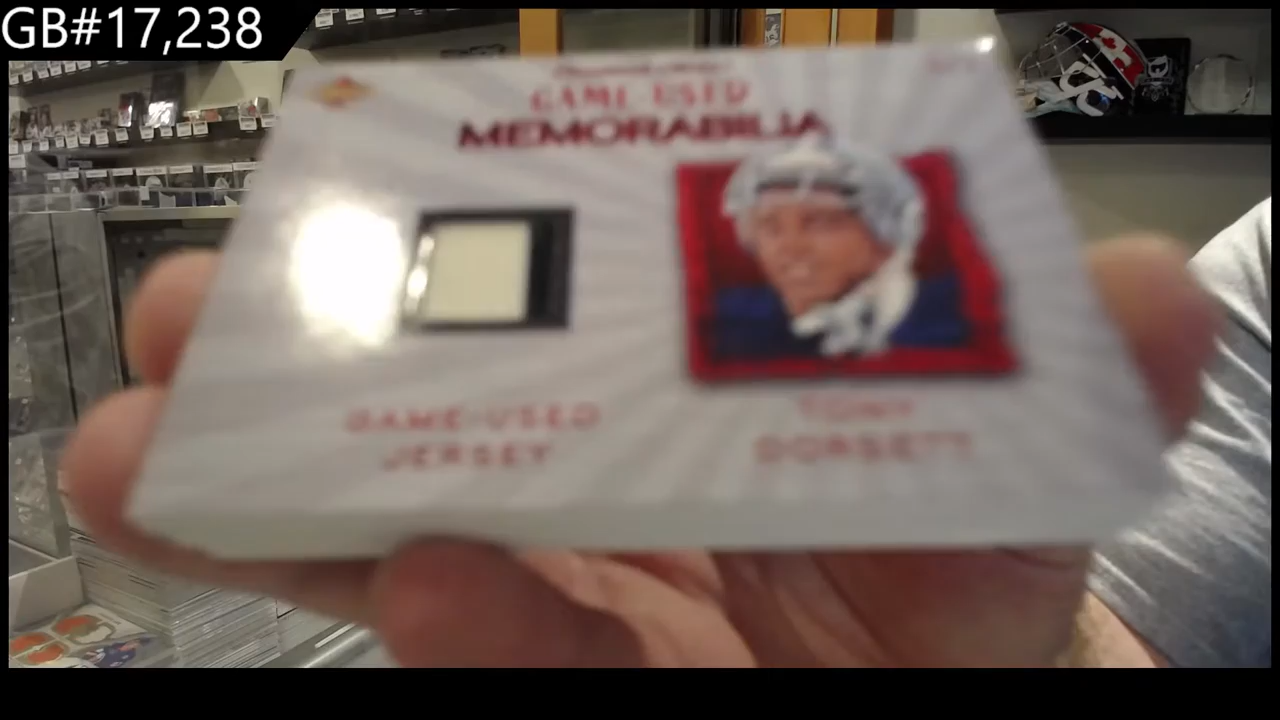 GB#17,238
GAME USED
MEMORABILIA
GAME-USED
JERSEY
TONY
DORSETT